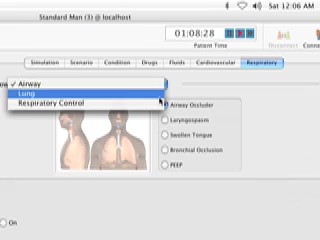 Sat 12:06 AM
Standard Man (3) @ localhost
01:08:28
Patient Time
Disconnect
Simulation Scenario Condition Drugs Fluids Cardiovascular Respiratory
✓ Airway
Lung
Respiratory Control
Airway Occluder
Laryngospasm
Swollen Tongue
Bronchial Occlusion
PEEP
On